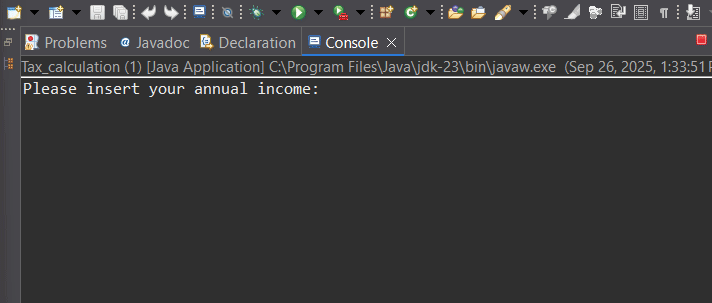 Problems @ Javadoc Declaration Console
Tax_calculation (1) [Java Application] C:\Program Files\Java\jdk-23\bin\javaw.exe (Sep 26, 2025, 1:33:51 P
Please insert your annual income: